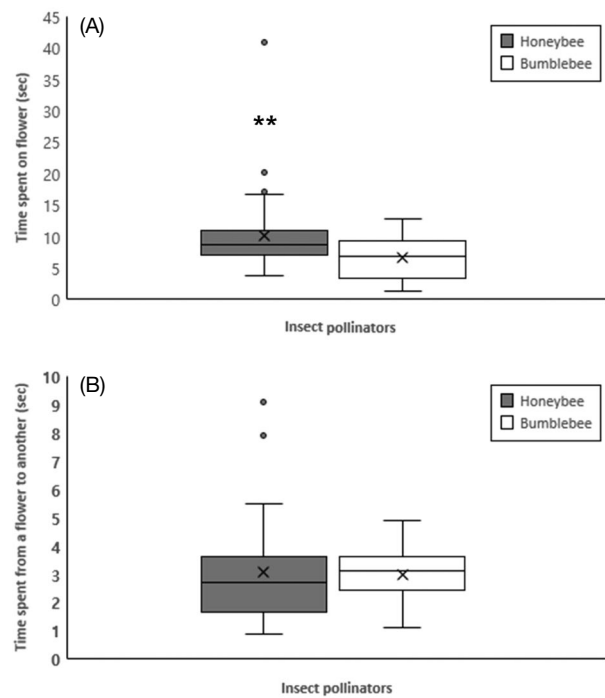 (A)
Time spent on flower (sec)
45
40
35
30
25
20
15
10
5
0
**
Honeybee
Bumblebee
Insect pollinators
(B)
Time spent from a flower to another (sec)
10
9
8
7
6
5
4
3
2
1
0
Honeybee
Bumblebee
Insect pollinators